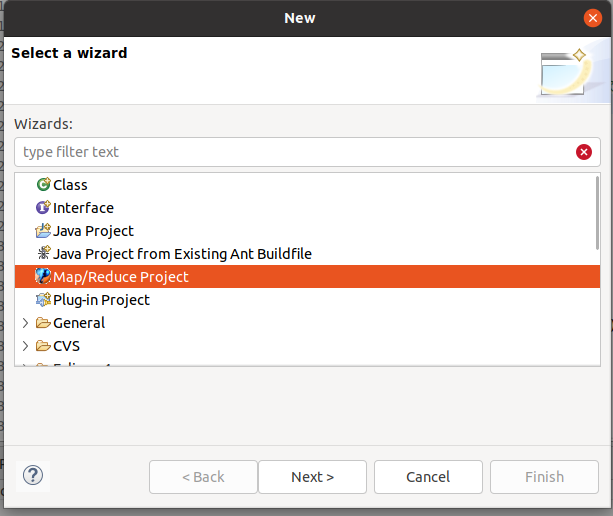 New
Select a wizard
Wizards:
type filter text
Class
Interface
Java Project
Java Project from Existing Ant Buildfile
Map/Reduce Project
Plug-in Project
General
CVS
< Back
Next >
Cancel
Finish